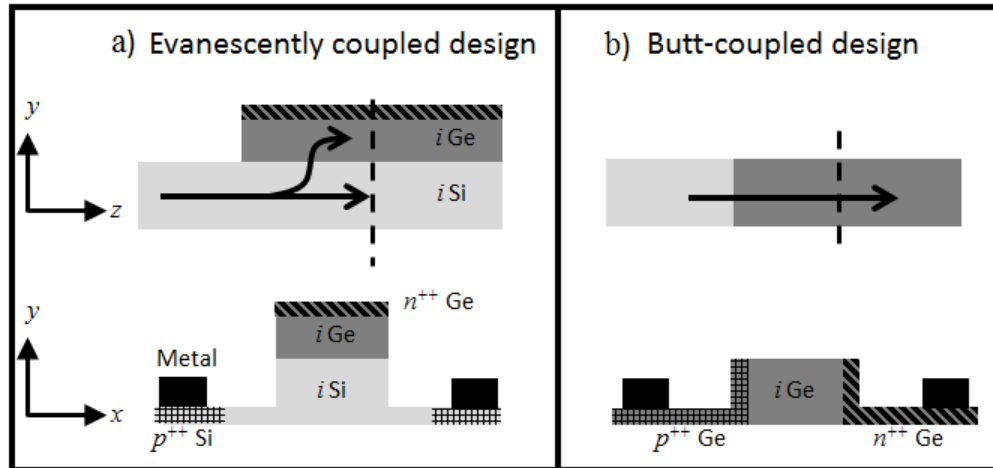 a) Evanescently coupled design
y
i Ge
i Si
z
y
n++ Ge
i Ge
Metal
i Si
x
p++ Si
b) Butt-coupled design
i Ge
p++ Ge
n++ Ge